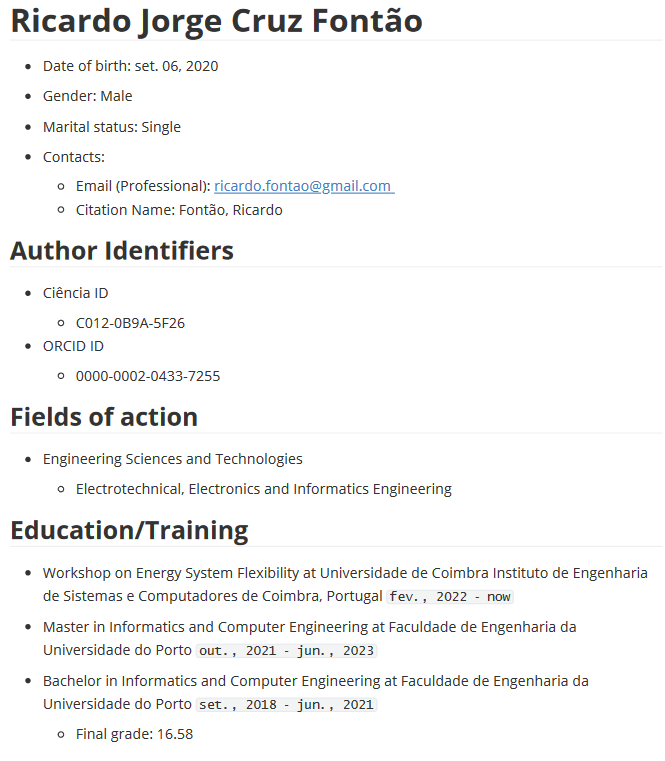 Ricardo Jorge Cruz Fontão
Date of birth: set. 06, 2020
Gender: Male
Marital status: Single
Contacts:
Email (Professional): ricardo.fontao@gmail.com
Citation Name: Fontão, Ricardo
Author Identifiers
Ciência ID
C012-0B9A-5F26
ORCID ID
0000-0002-0433-7255
Fields of action
Engineering Sciences and Technologies
Electrotechnical, Electronics and Informatics Engineering
Education/Training
Workshop on Energy System Flexibility at Universidade de Coimbra Instituto de Engenharia
de Sistemas e Computadores de Coimbra, Portugal fev., 2022 - now
Master in Informatics and Computer Engineering at Faculdade de Engenharia da
Universidade do Porto out., 2021 - jun., 2023
Bachelor in Informatics and Computer Engineering at Faculdade de Engenharia da
Universidade do Porto set., 2018 - jun., 2021
Final grade: 16.58